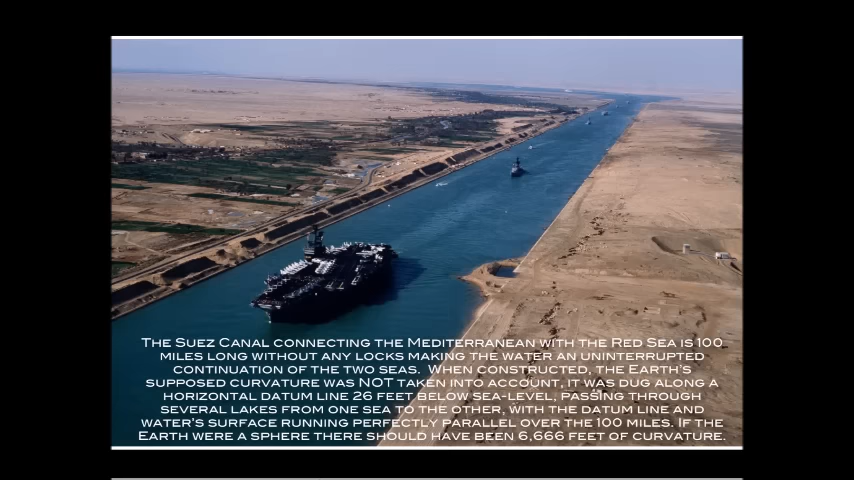 The Suez Canal connecting the Mediterranean with the Red Sea is 100
miles long without any locks making the water an uninterrupted
continuation of the two seas. When constructed, the Earth's
supposed curvature was NOT taken into account, it was dug along a
horizontal datum line 26 feet below sea-level, passing through
several lakes from one sea to the other, with the datum line and
water's surface running perfectly parallel over the 100 miles. If the
Earth were a sphere there should have been 6,666 feet of curvature.